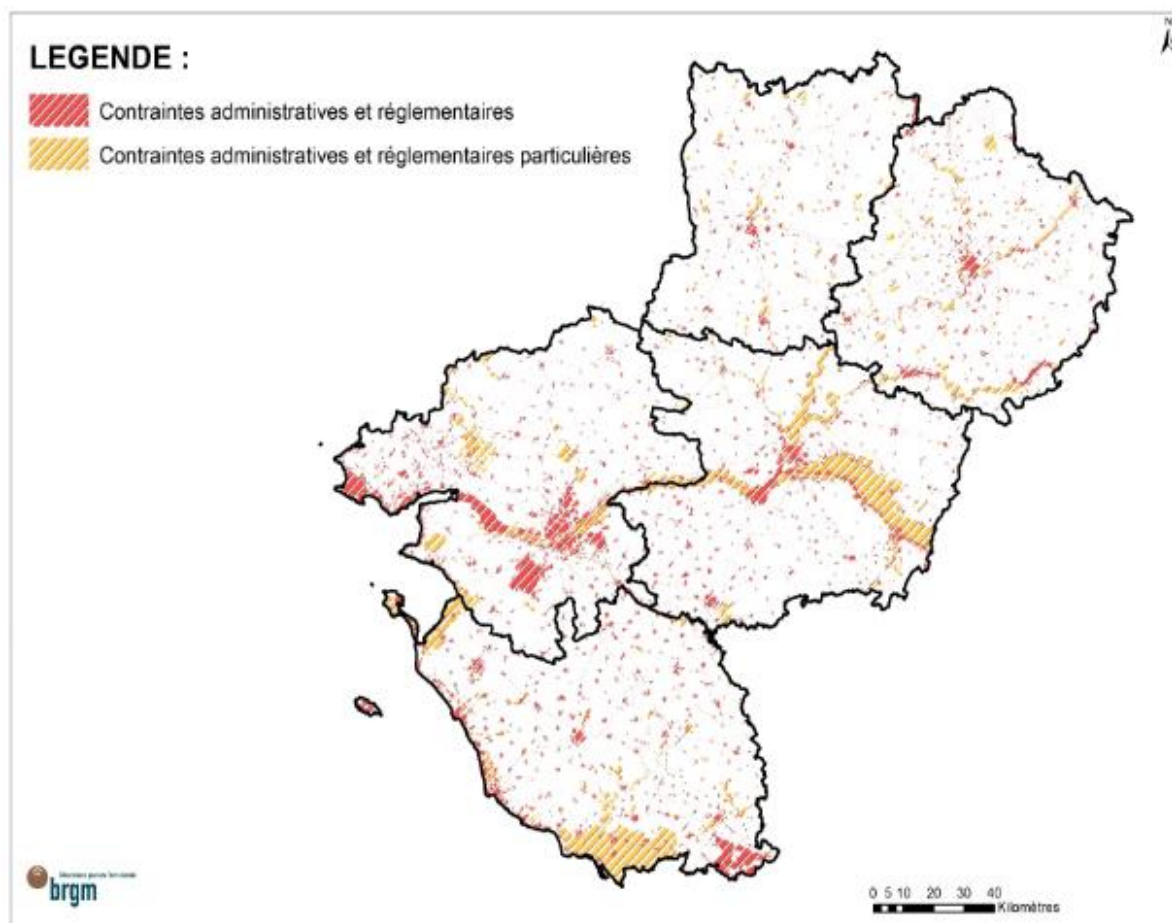 N
LEGENDE :
Contraintes administratives et réglementaires
Contraintes administratives et réglementaires particulières
brgm
0 5 10 20 30 40
Kilomètres